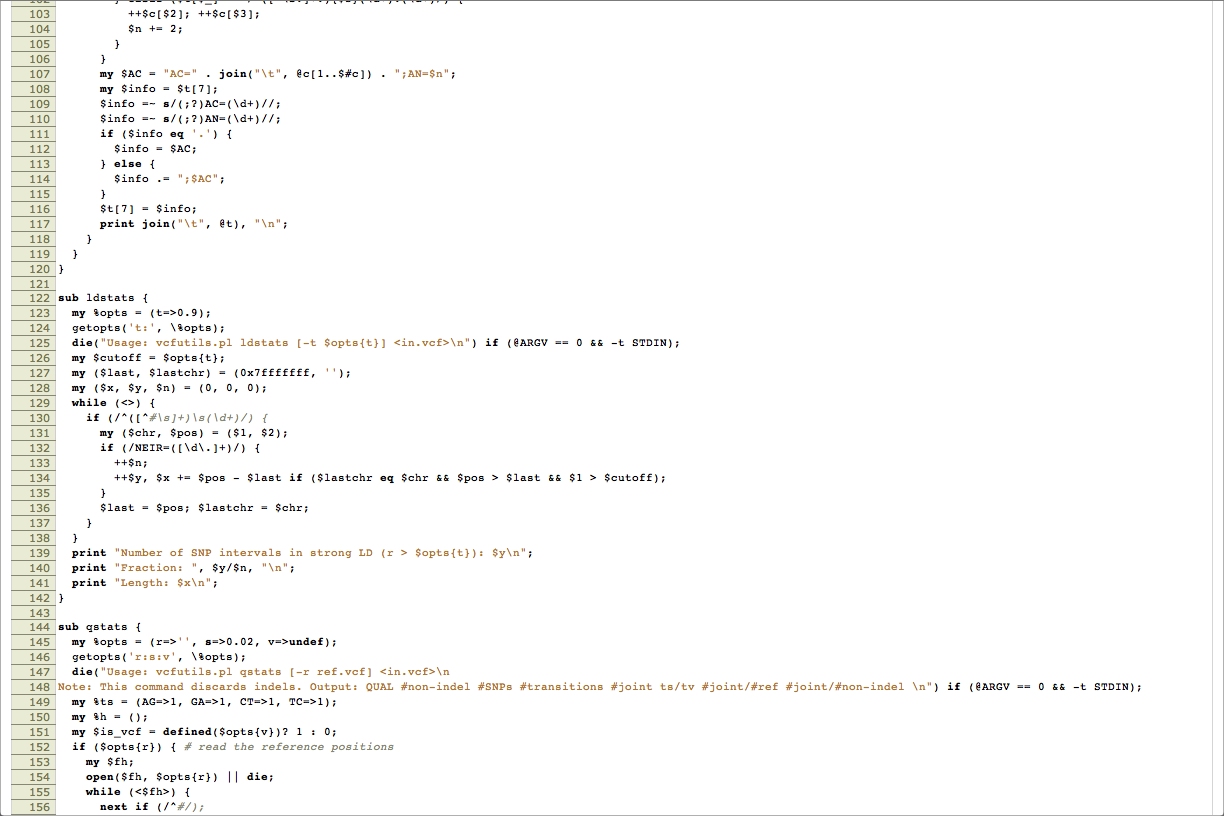 103 ++$c[$2]; ++$c[$3];
104 $n += 2;
105 }
106 }
107 my $AC = "AC=" . join("\t", @c[1..$#c]) . ";AN=$n";
108 my $info = $t[7];
109 $info =~ s/(;?)AC=(\d+)//;
110 $info =~ s/(;?)AN=(\d+)//;
111 if ($info eq '.') {
112 $info = $AC;
113 } else {
114 $info .= ";$AC";
115 }
116 $t[7] = $info;
117 print join("\t", @t), "\n";
118 }
119 }
120 }
121
122 sub ldstats {
123 my %opts = (t=>0.9);
124 getopts('t:', \%opts);
125 die("Usage: vcfutils.pl ldstats [-t $opts{t}] <in.vcf>\n") if (@ARGV == 0 && -t STDIN);
126 my $cutoff = $opts{t};
127 my ($last, $lastchr) = (0x7fffffff, '');
128 my ($x, $y, $n) = (0, 0, 0);
129 while (<>) {
130 if (/^([^#\s]+)\s(\d+)/) {
131 my ($chr, $pos) = ($1, $2);
132 if (/NEIR=([\d\.]+)/) {
133 ++$n;
134 ++$y, $x += $pos - $last if ($lastchr eq $chr && $pos > $last && $1 > $cutoff);
135 }
136 $last = $pos; $lastchr = $chr;
137 }
138 }
139 print "Number of SNP intervals in strong LD (r > $opts{t}): $y\n";
140 print "Fraction: ", $y/$n, "\n";
141 print "Length: $x\n";
142 }
143
144 sub qstats {
145 my %opts = (r=>'', s=>0.02, v=>undef);
146 getopts('r:s:v', \%opts);
147 die("Usage: vcfutils.pl qstats [-r ref.vcf] <in.vcf>\n
148 Note: This command discards indels. Output: QUAL #non-indel #SNPs #transitions #joint ts/tv #joint/#ref #joint/#non-indel \n") if (@ARGV == 0 && -t STDIN);
149 my %ts = (AG=>1, GA=>1, CT=>1, TC=>1);
150 my %h = ();
151 my $is_vcf = defined($opts{v})? 1 : 0;
152 if ($opts{r}) { # read the reference positions
153 my $fh;
154 open($fh, $opts{r}) || die;
155 while (<$fh>) {
156 next if (/^#/);